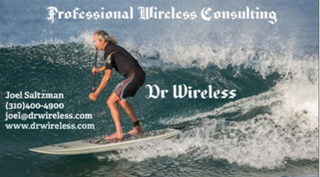 Professional Wireless Consulting
Dr Wireless
Joel Saltzman
(310)400-4900
joel@drwireless.com
www.drwireless.com